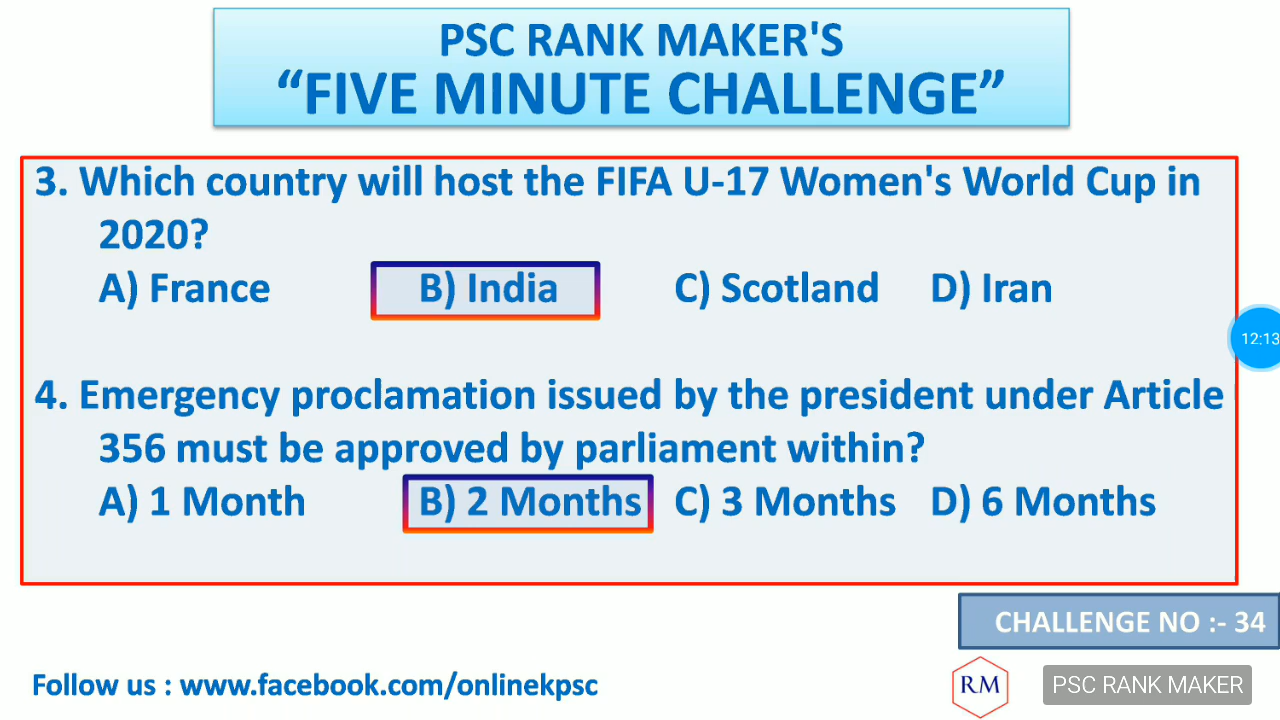 PSC RANK MAKER'S
“FIVE MINUTE CHALLENGE”
3. Which country will host the FIFA U-17 Women's World Cup in
2020?
A) France B) India C) Scotland D) Iran
12:13
4. Emergency proclamation issued by the president under Article
356 must be approved by parliament within?
A) 1 Month B) 2 Months C) 3 Months D) 6 Months
CHALLENGE NO :- 34
Follow us : www.facebook.com/onlinekpsc
RM
PSC RANK MAKER